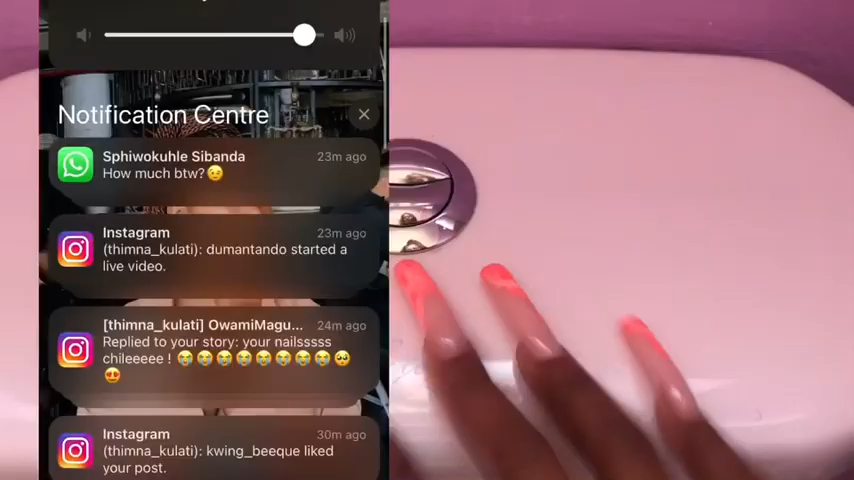 Notification Centre
Sphiwokuhle Sibanda
23m ago
How much btw?😉
Instagram
23m ago
(thimna_kulati): dumantando started a
live video.
[thimna_kulati] OwamiMagu...
24m ago
Replied to your story: your nailsssss
chileeeee ! 😭😭😭😭😭😭😭😭🥺
😍
Instagram
30m ago
(thimna_kulati): kwing_beeque liked
your post.